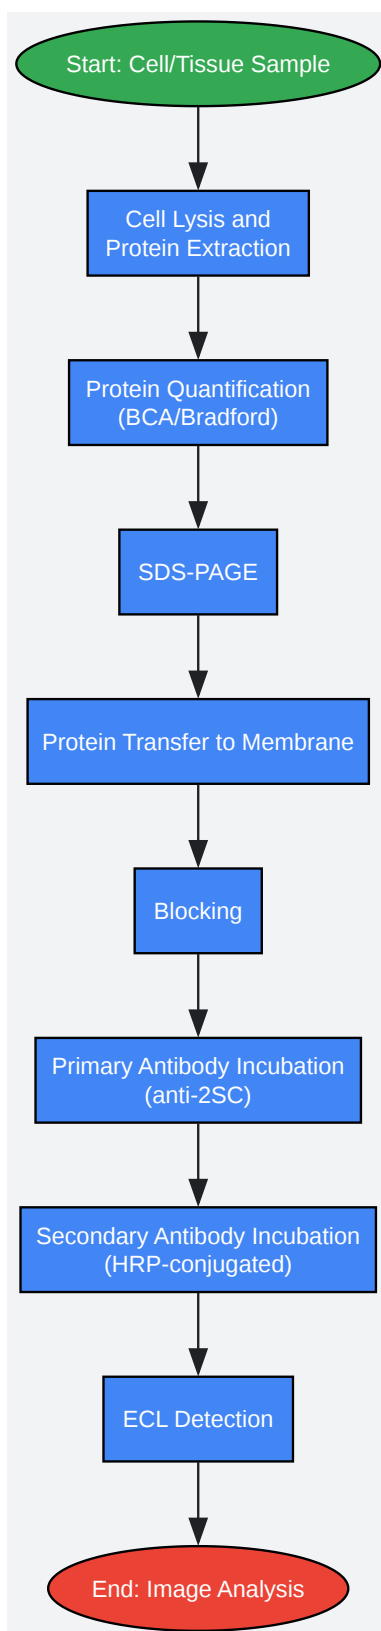 Start: Cell/Tissue Sample
Cell Lysis and
Protein Extraction
Protein Quantification
(BCA/Bradford)
SDS-PAGE
Protein Transfer to Membrane
Blocking
Primary Antibody Incubation
(anti-2SC)
Secondary Antibody Incubation
(HRP-conjugated)
ECL Detection
End: Image Analysis